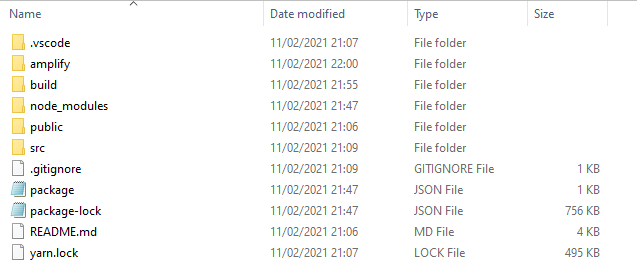 Name Date modified Type Size
.vscode 11/02/2021 21:07 File folder
amplify 11/02/2021 22:00 File folder
build 11/02/2021 21:55 File folder
node_modules 11/02/2021 21:47 File folder
public 11/02/2021 21:06 File folder
src 11/02/2021 21:09 File folder
.gitignore 11/02/2021 21:09 GITIGNORE File 1 KB
package 11/02/2021 21:47 JSON File 1 KB
package-lock 11/02/2021 21:47 JSON File 756 KB
README.md 11/02/2021 21:06 MD File 4 KB
yarn.lock 11/02/2021 21:07 LOCK File 495 KB